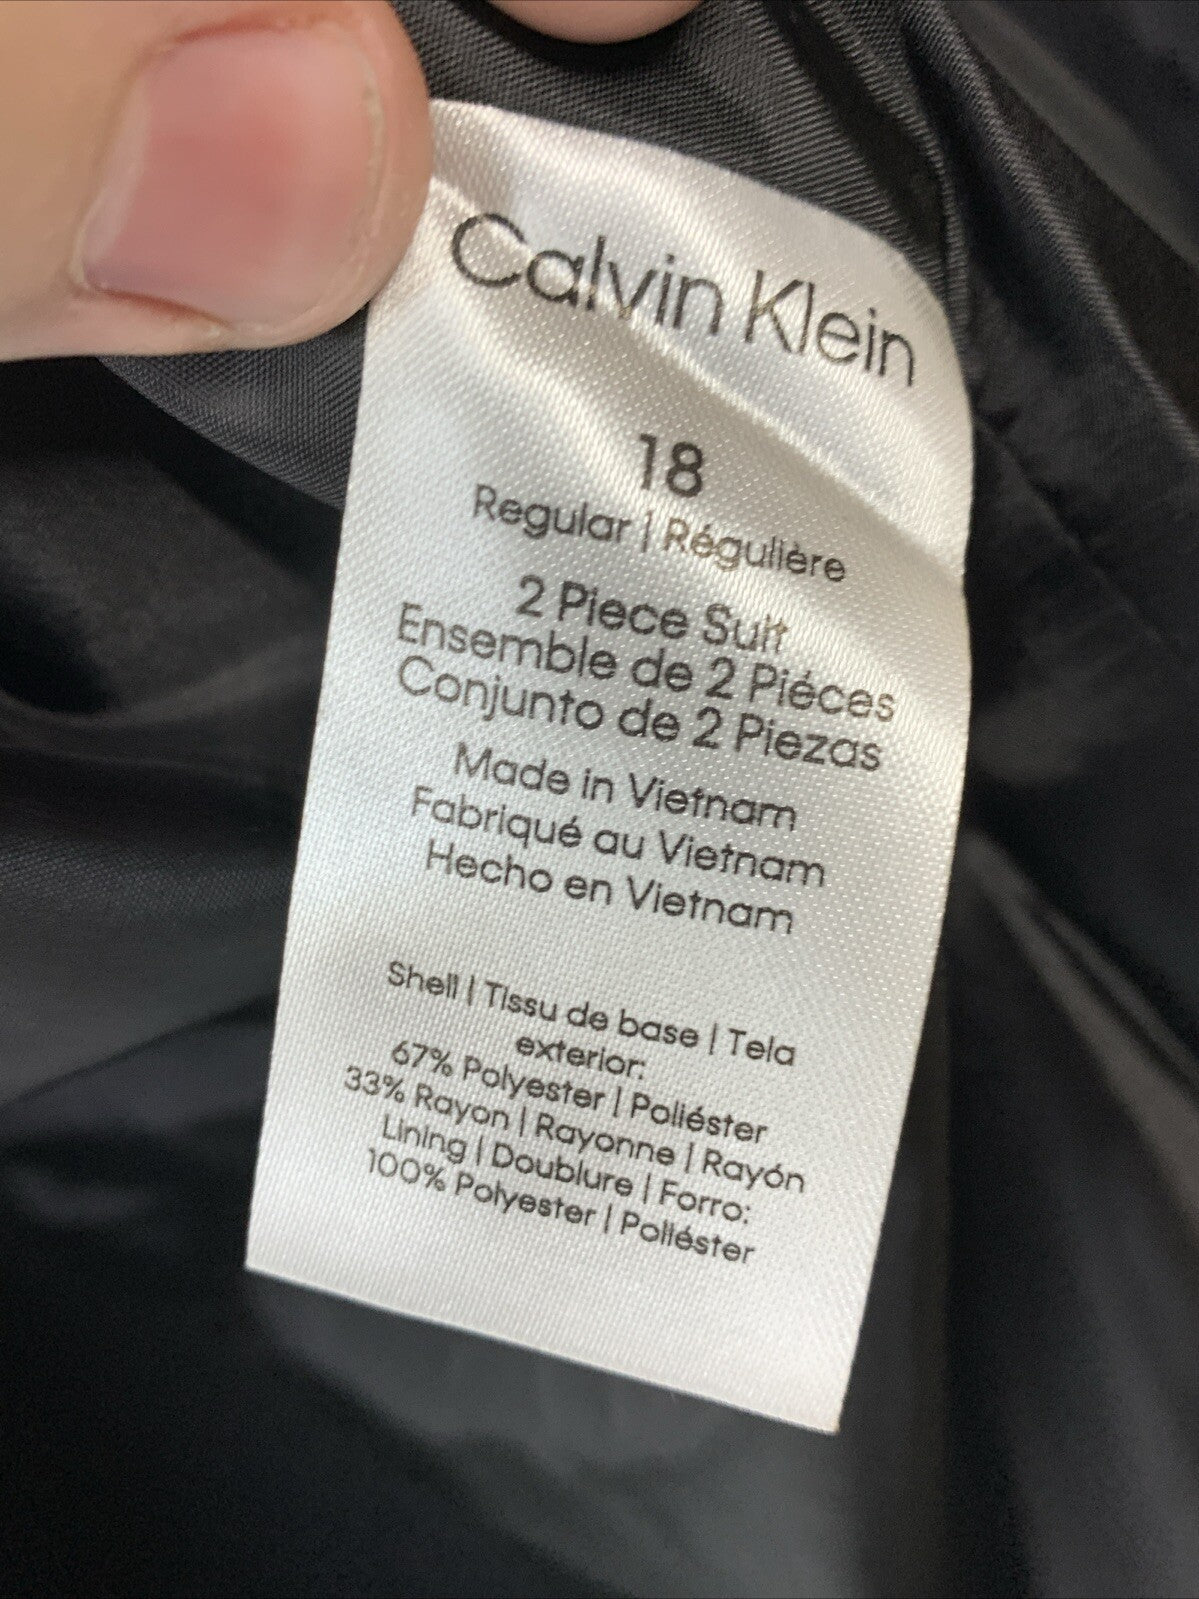 Calvin Klein
18
Regular | Régulière
2 Piece Suit
Ensemble de 2 Piéces
Conjunto de 2 Piezas
Made in Vietnam
Fabriqué au Vietnam
Hecho en Vietnam
Shell | Tissu de base | Tela
exterior:
67% Polyester | Poliéster
33% Rayon | Rayonne | Rayón
Lining | Doublure | Forro:
100% Polyester | Poliéster